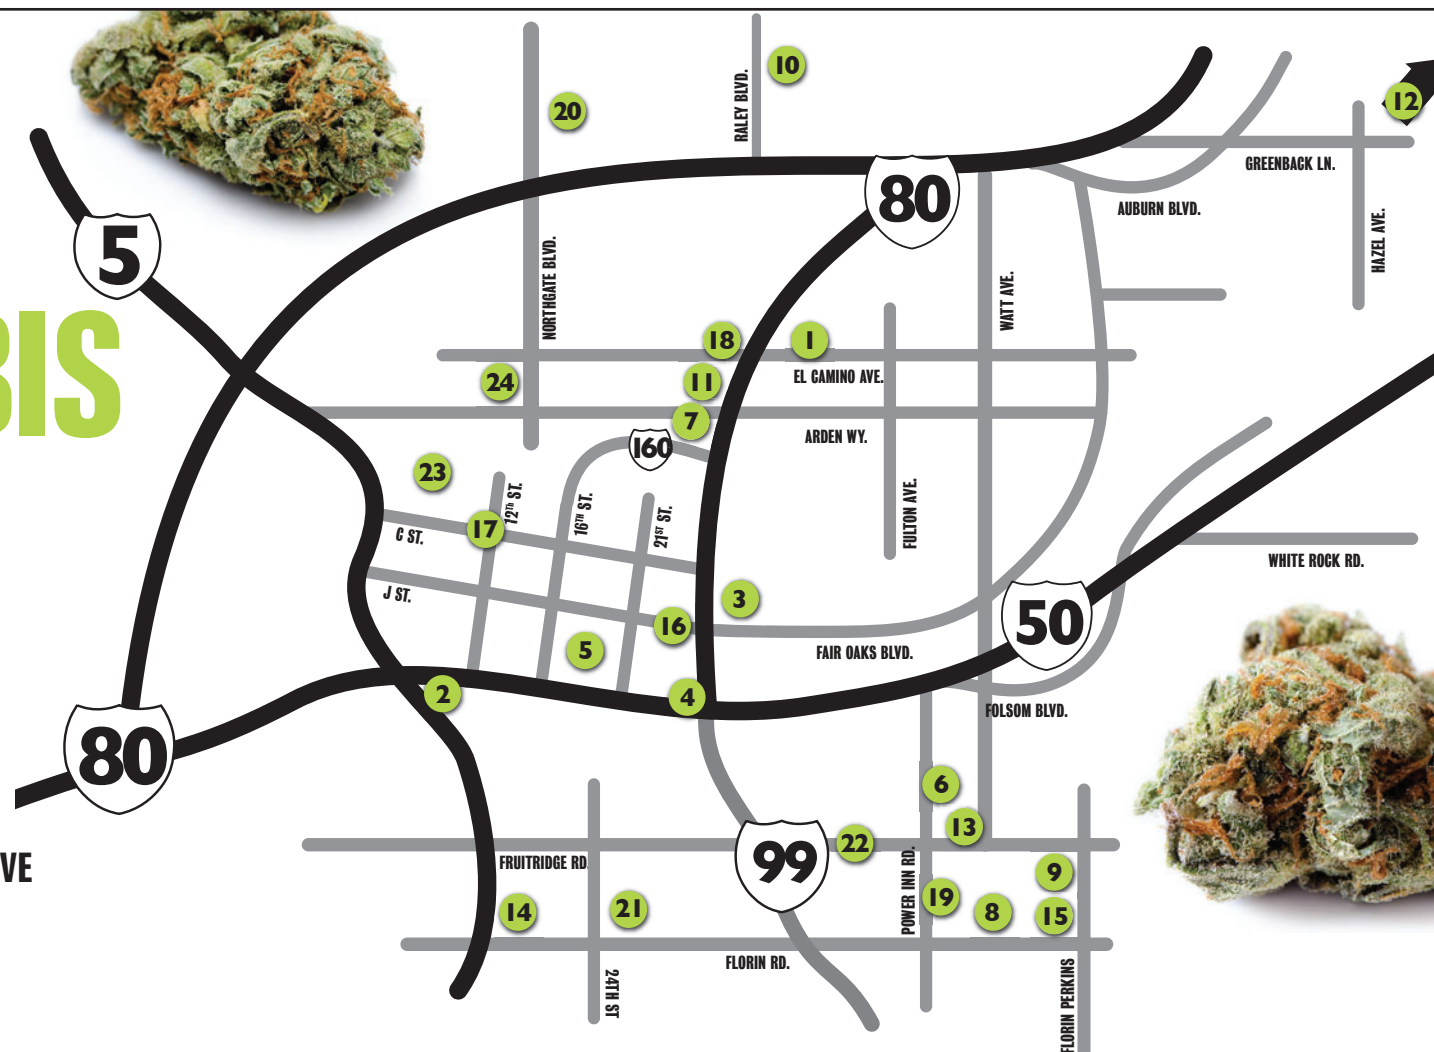 10
12
20
RALEY BLVD.
GREENBACK LN.
80
AUBURN BLVD.
5
HAZEL AVE.
NORTHGATE BLVD.
WATT AVE.
BIS
18
1
24
11
EL CAMINO AVE.
7
ARDEN WY.
160
23
12TH ST.
16TH ST.
21ST ST.
FULTON AVE.
17
C ST.
WHITE ROCK RD.
J ST.
3
16
50
5
FAIR OAKS BLVD.
2
4
FOLSOM BLVD.
80
6
13
22
VE
FRUITRIDGE RD.
99
POWER INN RD.
9
19
8
15
14
21
FLORIN RD.
24TH ST
FLORIN PERKINS